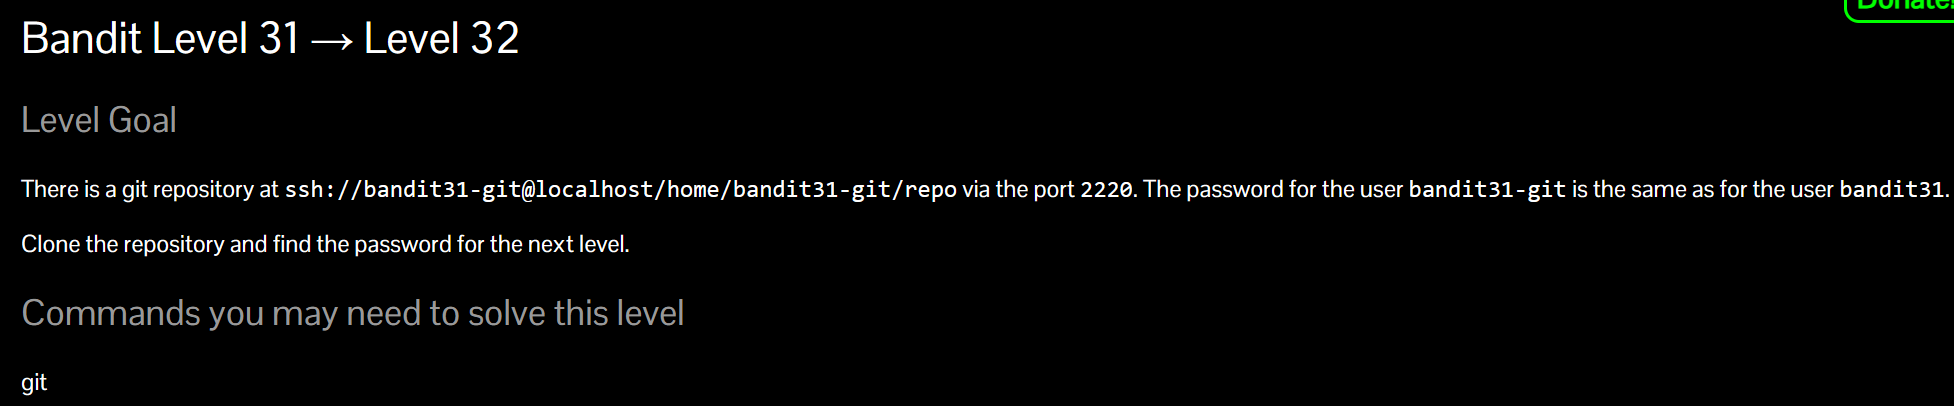 Donate!
Bandit Level 31 → Level 32
Level Goal
There is a git repository at ssh://bandit31-git@localhost/home/bandit31-git/repo via the port 2220. The password for the user bandit31-git is the same as for the user bandit31.
Clone the repository and find the password for the next level.
Commands you may need to solve this level
git